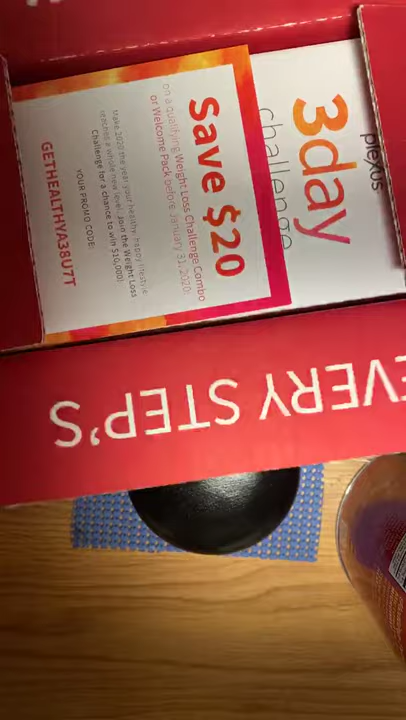 plexus
3day
challenge
Save $20
on a qualifying Weight Loss Challenge Combo
or Welcome Pack before January 31, 2020!
Make 2020 the year your healthy, happy lifestyle
reaches a whole new level. Join the Weight Loss
Challenge for a chance to win $10,000!
YOUR PROMO CODE:
GETHEALTHYA38U7T
EVERY STEP'S